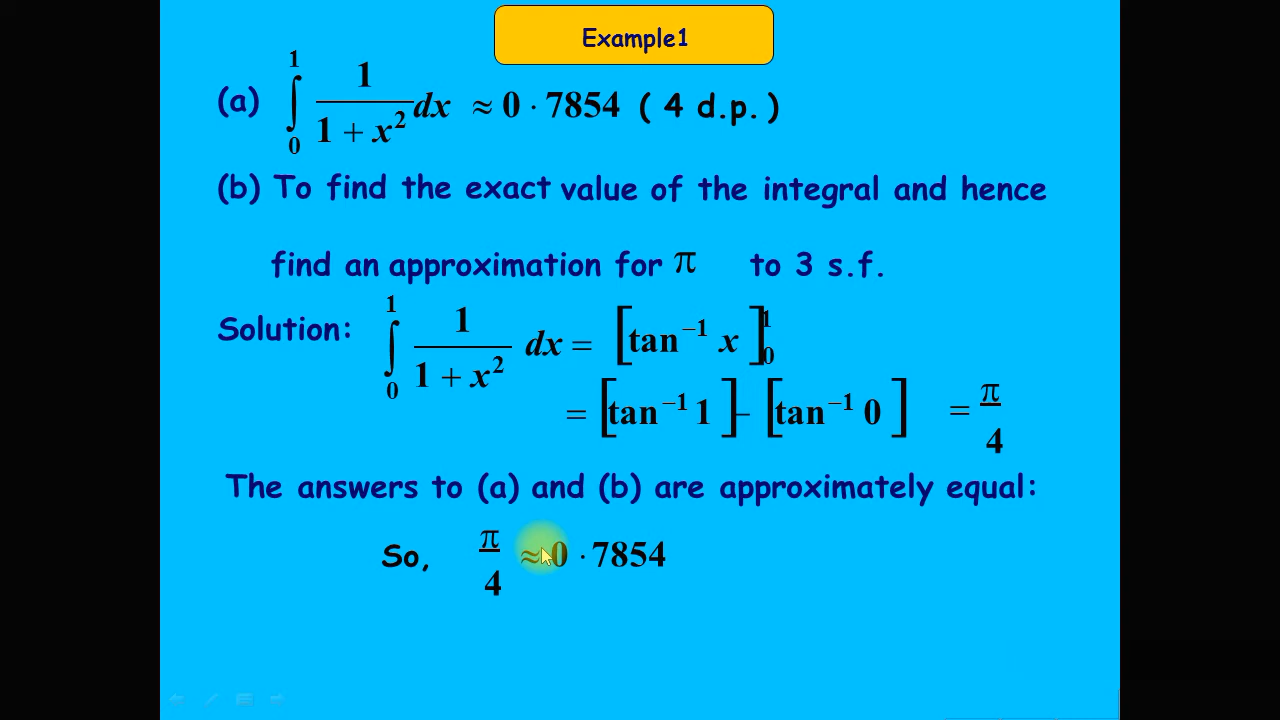 Example1
(a) ∫₀¹ 1/(1 + x²) dx ≈ 0 · 7854 ( 4 d.p. )
(b) To find the exact value of the integral and hence
find an approximation for π to 3 s.f.
Solution: ∫₀¹ 1/(1 + x²) dx = [tan⁻¹ x]₀¹
= [tan⁻¹ 1] − [tan⁻¹ 0] = π/4
The answers to (a) and (b) are approximately equal:
So, π/4 ≈ 0 · 7854